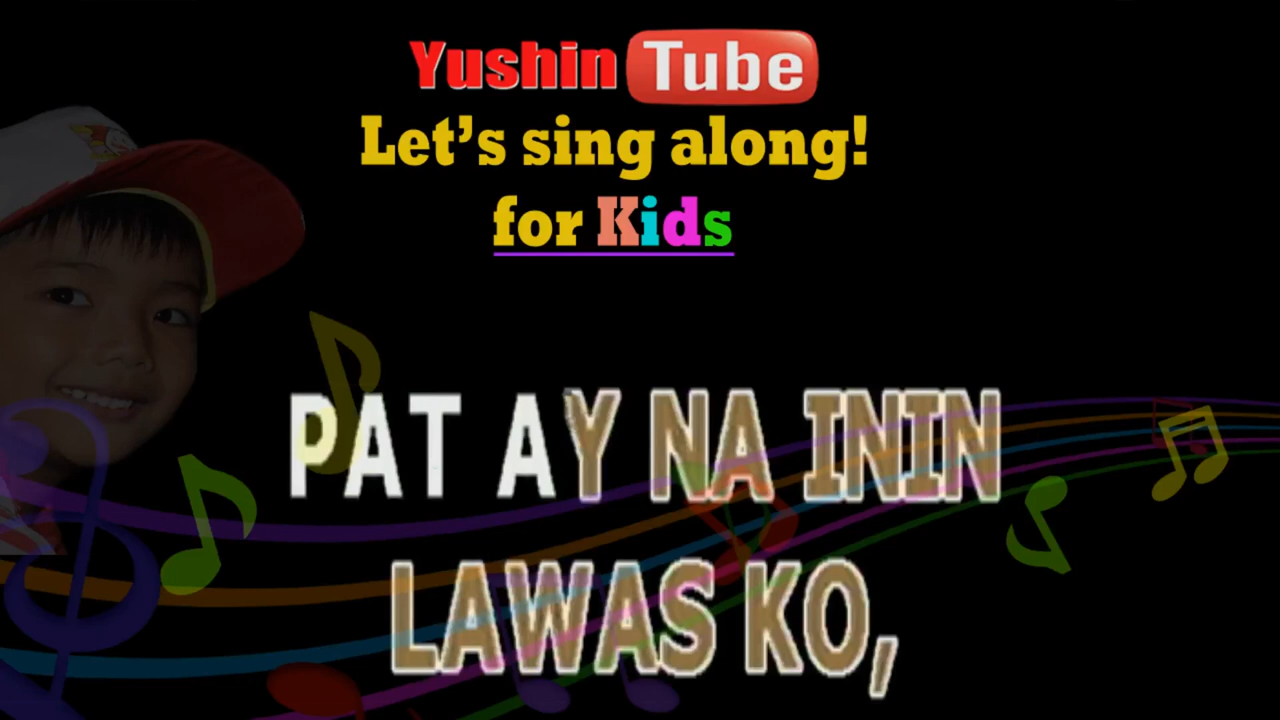 Yushin Tube
Let's sing along!
for Kids
PAT AY NA ININ
LAWAS KO,